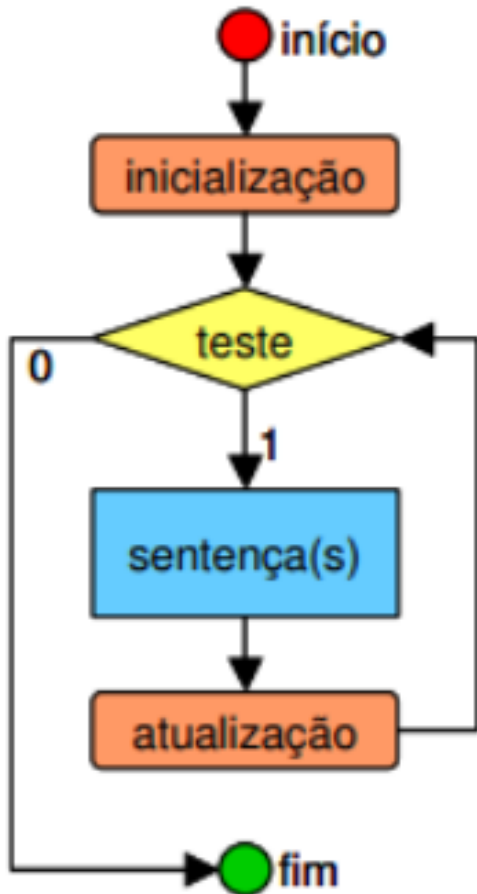 início
inicialização
teste
0
1
sentença(s)
atualização
fim